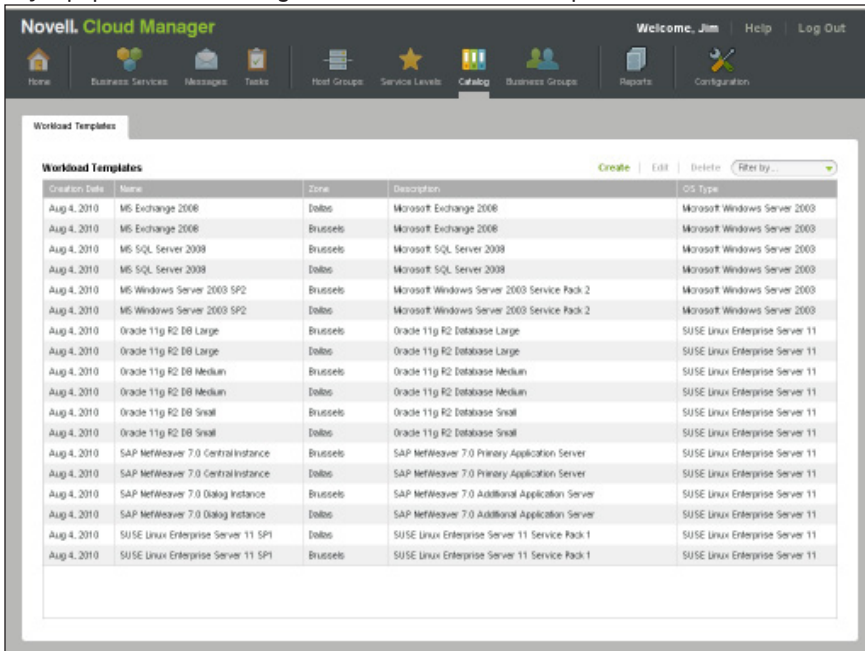 Novell. Cloud Manager
Welcome, Jim | Help | Log Out
Home Business Services Messages Tasks Host Groups Service Levels Catalog Business Groups Reports Configuration
Workload Templates
Workload Templates Create | Edit | Delete Filter by...
Creation Date Name Zone Description OS Type
Aug 4, 2010 MS Exchange 2008 Dallas Microsoft Exchange 2008 Microsoft Windows Server 2003
Aug 4, 2010 MS Exchange 2008 Brussels Microsoft Exchange 2008 Microsoft Windows Server 2003
Aug 4, 2010 MS SQL Server 2008 Brussels Microsoft SQL Server 2008 Microsoft Windows Server 2003
Aug 4, 2010 MS SQL Server 2008 Dallas Microsoft SQL Server 2008 Microsoft Windows Server 2003
Aug 4, 2010 MS Windows Server 2003 SP2 Brussels Microsoft Windows Server 2003 Service Pack 2 Microsoft Windows Server 2003
Aug 4, 2010 MS Windows Server 2003 SP2 Dallas Microsoft Windows Server 2003 Service Pack 2 Microsoft Windows Server 2003
Aug 4, 2010 Oracle 11g R2 DB Large Brussels Oracle 11g R2 Database Large SUSE Linux Enterprise Server 11
Aug 4, 2010 Oracle 11g R2 DB Large Dallas Oracle 11g R2 Database Large SUSE Linux Enterprise Server 11
Aug 4, 2010 Oracle 11g R2 DB Medium Brussels Oracle 11g R2 Database Medium SUSE Linux Enterprise Server 11
Aug 4, 2010 Oracle 11g R2 DB Medium Dallas Oracle 11g R2 Database Medium SUSE Linux Enterprise Server 11
Aug 4, 2010 Oracle 11g R2 DB Small Brussels Oracle 11g R2 Database Small SUSE Linux Enterprise Server 11
Aug 4, 2010 Oracle 11g R2 DB Small Dallas Oracle 11g R2 Database Small SUSE Linux Enterprise Server 11
Aug 4, 2010 SAP NetWeaver 7.0 Central Instance Brussels SAP NetWeaver 7.0 Primary Application Server SUSE Linux Enterprise Server 11
Aug 4, 2010 SAP NetWeaver 7.0 Central Instance Dallas SAP NetWeaver 7.0 Primary Application Server SUSE Linux Enterprise Server 11
Aug 4, 2010 SAP NetWeaver 7.0 Dialog Instance Brussels SAP NetWeaver 7.0 Additional Application Server SUSE Linux Enterprise Server 11
Aug 4, 2010 SAP NetWeaver 7.0 Dialog Instance Dallas SAP NetWeaver 7.0 Additional Application Server SUSE Linux Enterprise Server 11
Aug 4, 2010 SUSE Linux Enterprise Server 11 SP1 Dallas SUSE Linux Enterprise Server 11 Service Pack 1 SUSE Linux Enterprise Server 11
Aug 4, 2010 SUSE Linux Enterprise Server 11 SP1 Brussels SUSE Linux Enterprise Server 11 Service Pack 1 SUSE Linux Enterprise Server 11